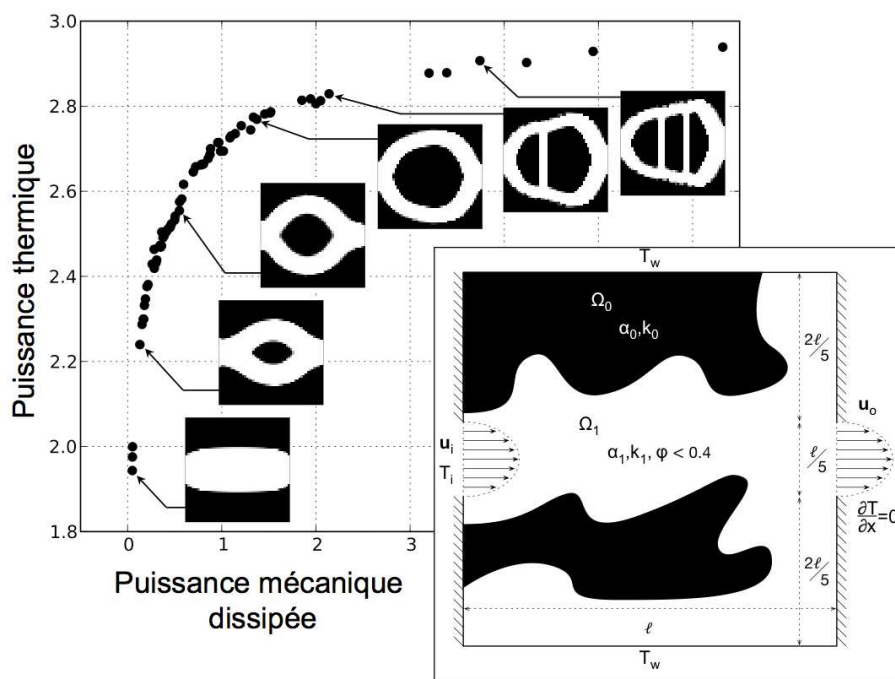 3.0
2.8
2.6
2.4
2.2
2.0
1.8
Puissance thermique
0
1
2
3
Puissance mécanique
dissipée
T_w
Ω_0
α_0,k_0
2ℓ/5
u_o
Ω_1
u_i
α_1,k_1, φ < 0.4
ℓ/5
T_i
∂T/∂x=0
2ℓ/5
ℓ
T_w